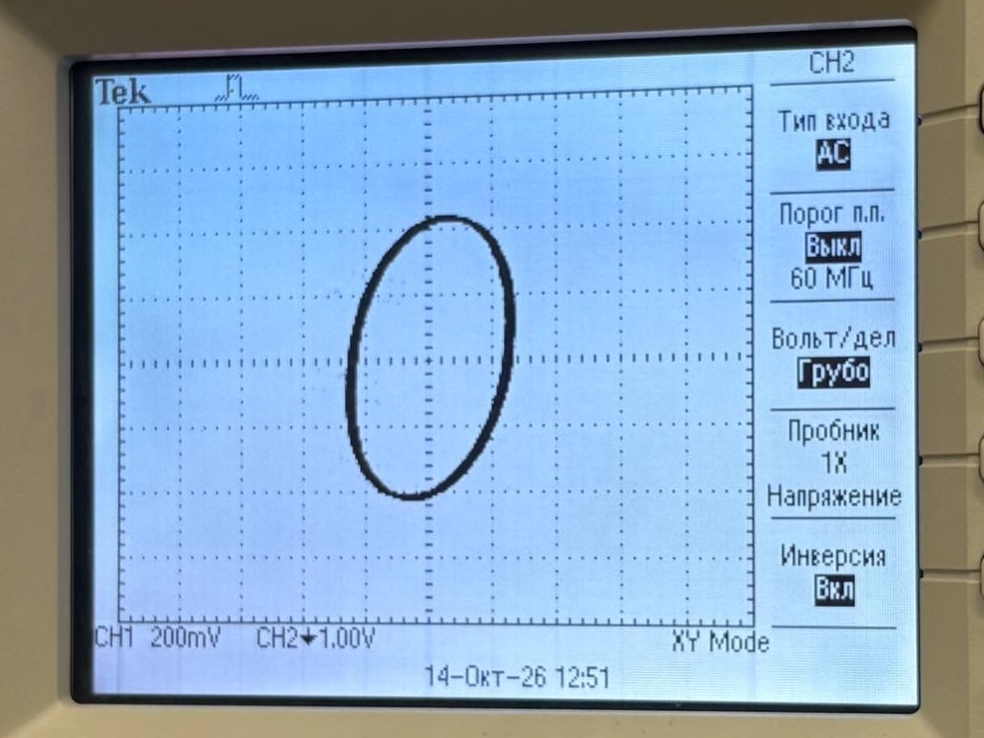 Tek
CH2
Тип входа
AC
Порог п.п.
Выкл
60 МГц
Вольт/дел
Грубо
Пробник
1X
Напряжение
Инверсия
Вкл
CH1 200mV CH2↓1.00V XY Mode
14-Окт-26 12:51